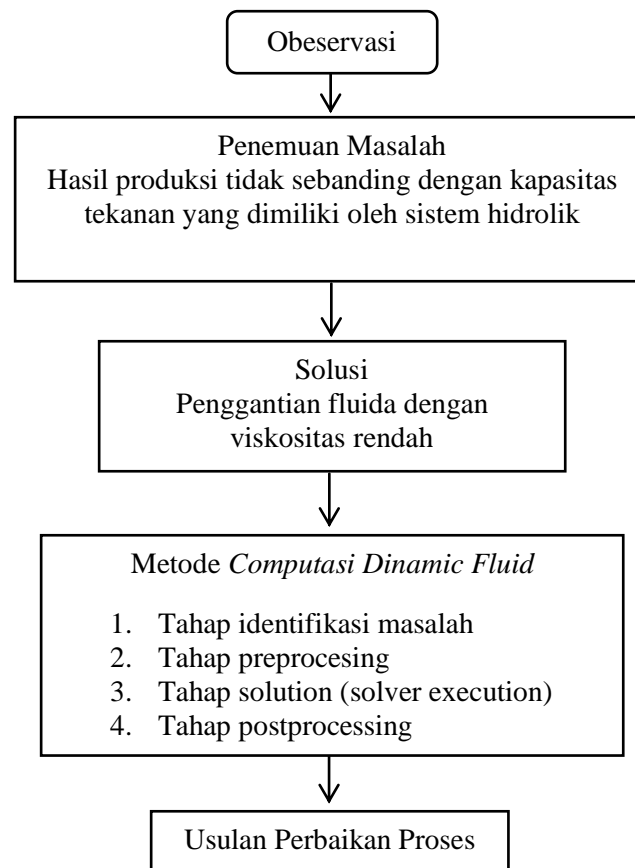 Obeservasi
Penemuan Masalah
Hasil produksi tidak sebanding dengan kapasitas
tekanan yang dimiliki oleh sistem hidrolik
Solusi
Penggantian fluida dengan
viskositas rendah
Metode Computasi Dinamic Fluid
1. Tahap identifikasi masalah
2. Tahap preprocesing
3. Tahap solution (solver execution)
4. Tahap postprocessing
Usulan Perbaikan Proses